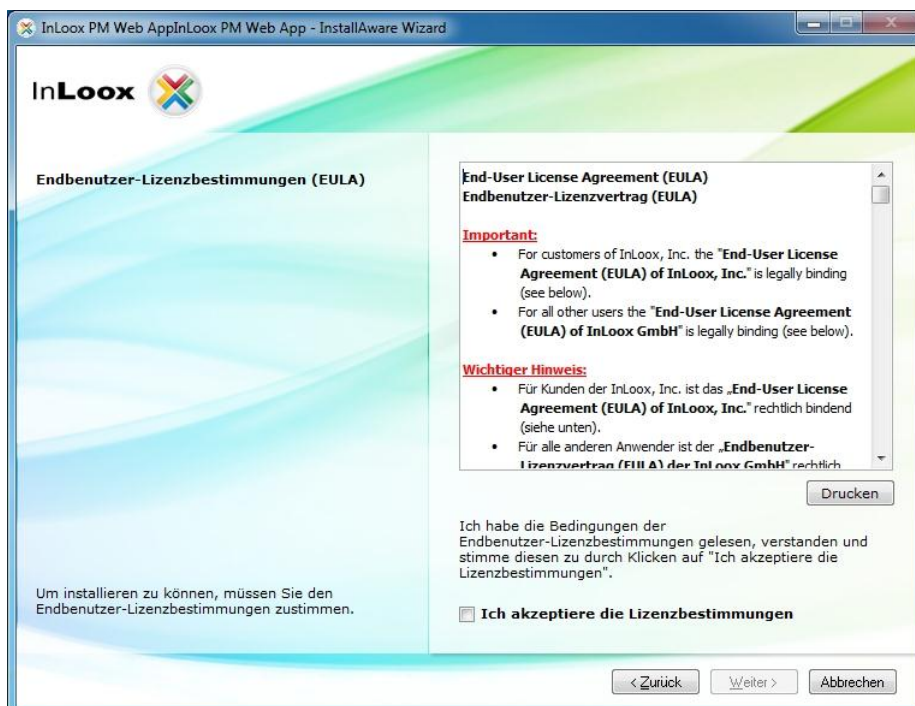 InLoox PM Web AppInLoox PM Web App - InstallAware Wizard
InLoox
Endbenutzer-Lizenzbestimmungen (EULA)
Um installieren zu können, müssen Sie den
Endbenutzer-Lizenzbestimmungen zustimmen.
End-User License Agreement (EULA)
Endbenutzer-Lizenzvertrag (EULA)
Important:
• For customers of InLoox, Inc. the "End-User License
Agreement (EULA) of InLoox, Inc." is legally binding
(see below).
• For all other users the "End-User License Agreement
(EULA) of InLoox GmbH" is legally binding (see below).
Wichtiger Hinweis:
• Für Kunden der InLoox, Inc. ist das „End-User License
Agreement (EULA) of InLoox, Inc." rechtlich bindend
(siehe unten).
• Für alle anderen Anwender ist der „Endbenutzer-
Lizenzvertrag (EULA) der InLoox GmbH" rechtlich
Drucken
Ich habe die Bedingungen der
Endbenutzer-Lizenzbestimmungen gelesen, verstanden und
stimme diesen zu durch Klicken auf "Ich akzeptiere die
Lizenzbestimmungen".
Ich akzeptiere die Lizenzbestimmungen
< Zurück
Weiter >
Abbrechen